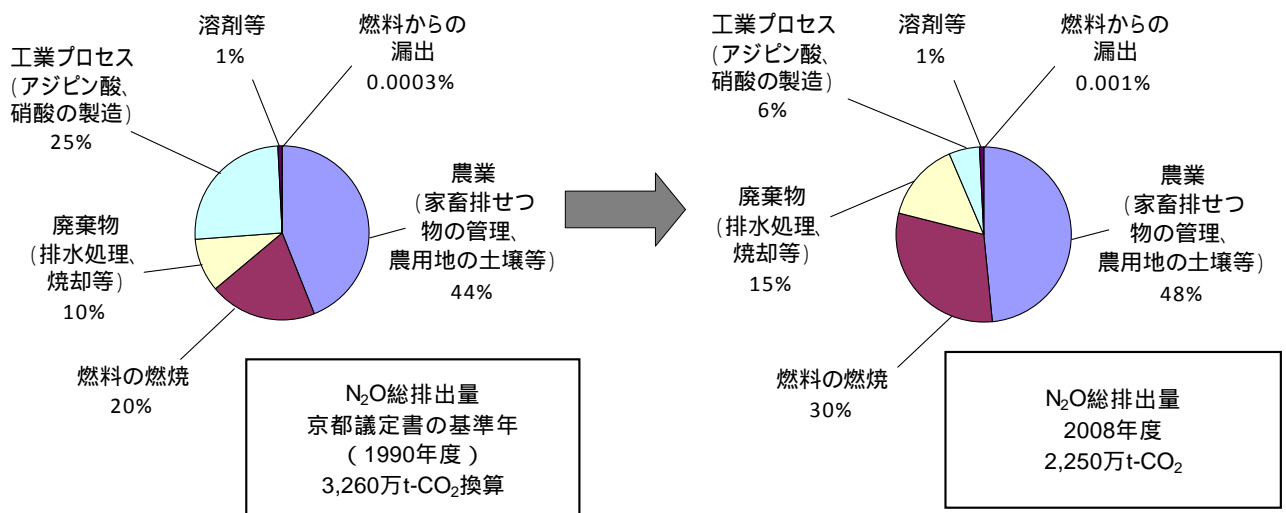 溶剤等
1%
燃料からの
漏出
0.0003%
工業プロセス
(アジピン酸、
硝酸の製造)
25%
農業
(家畜排せつ
物の管理、
農用地の土壌等)
44%
廃棄物
(排水処理、
焼却等)
10%
燃料の燃焼
20%
N₂O総排出量
京都議定書の基準年
(1990年度)
3,260万t-CO₂換算
工業プロセス
(アジピン酸、
硝酸の製造)
6%
溶剤等
1%
燃料からの
漏出
0.001%
農業
(家畜排せつ
物の管理、
農用地の土壌等)
48%
廃棄物
(排水処理、
焼却等)
15%
燃料の燃焼
30%
N₂O総排出量
2008年度
2,250万t-CO₂